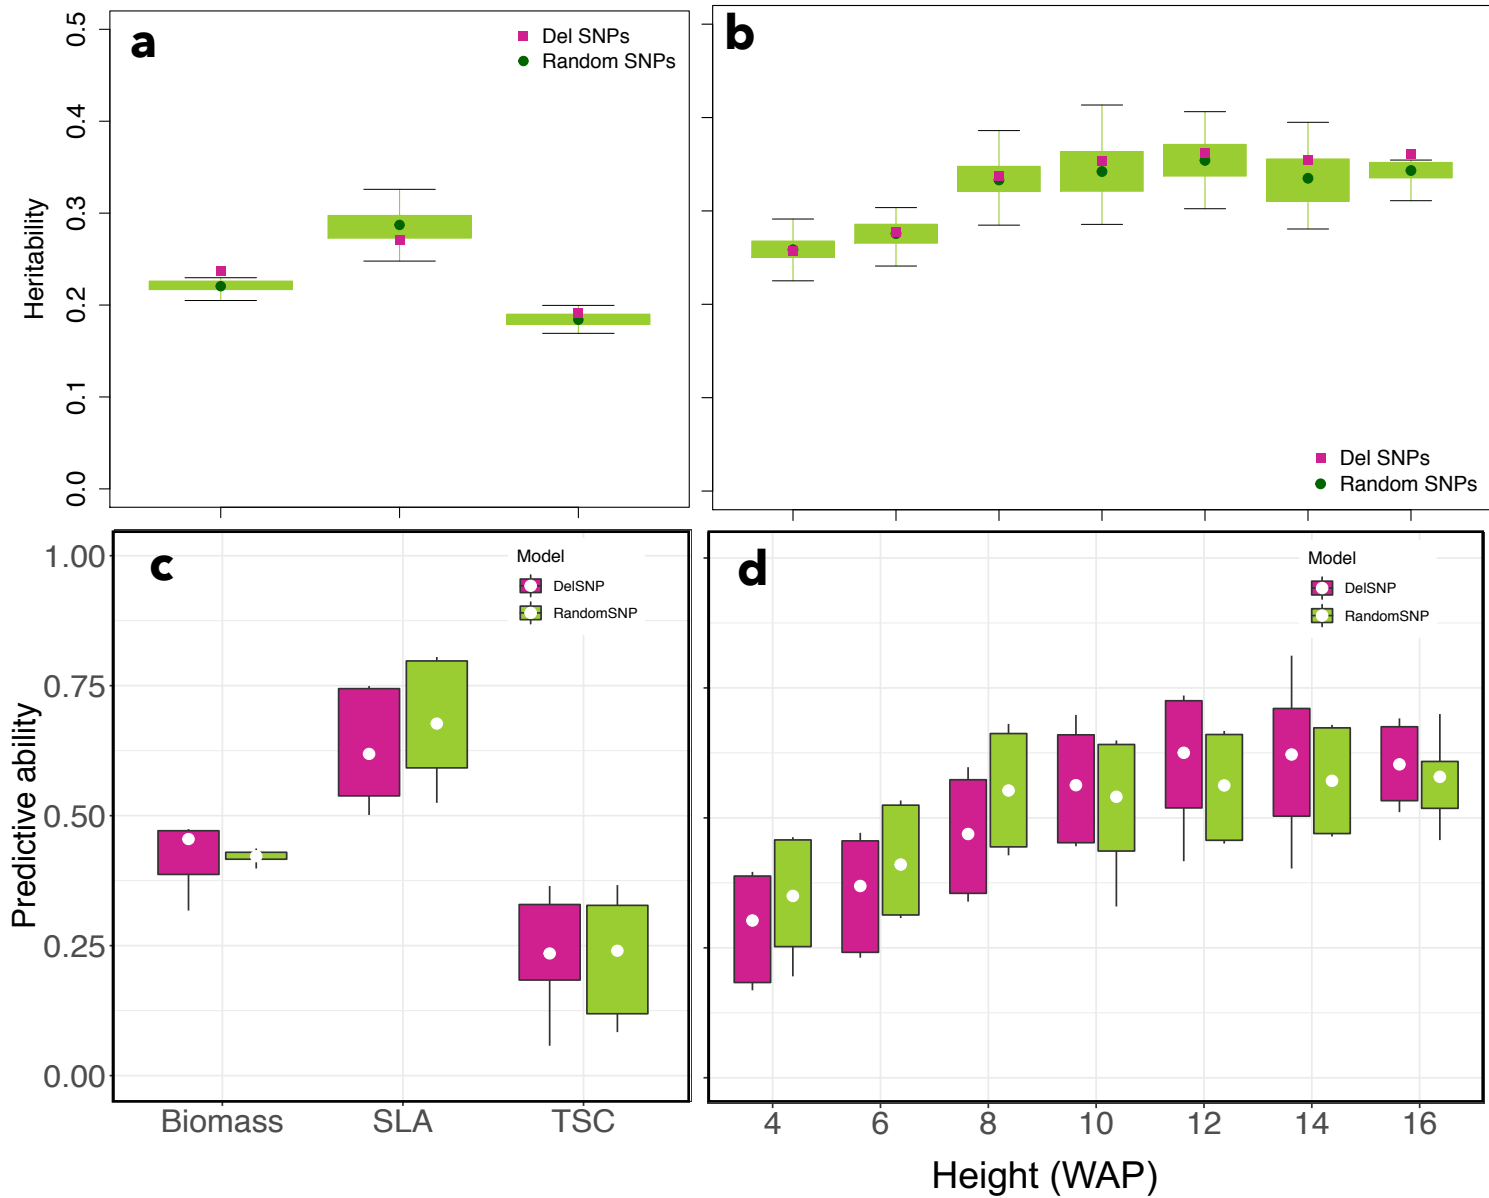 a
Del SNPs
Random SNPs
0.5
0.4
0.3
0.2
0.1
0.0
Heritability
b
Del SNPs
Random SNPs
c
Model
DelSNP
RandomSNP
1.00
0.75
0.50
0.25
0.00
Predictive ability
Biomass SLA TSC
d
Model
DelSNP
RandomSNP
4 6 8 10 12 14 16
Height (WAP)